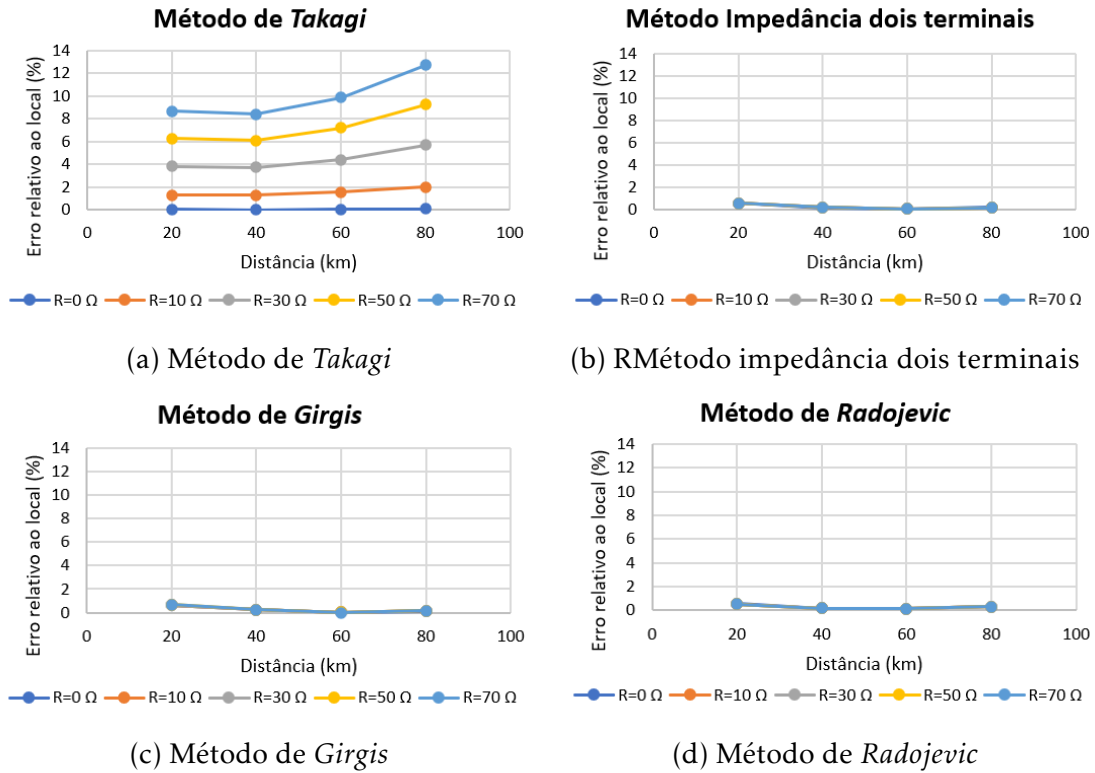 Método de Takagi
Erro relativo ao local (%)
14
12
10
8
6
4
2
0
0 20 40 60 80 100
Distância (km)
R=0 Ω R=10 Ω R=30 Ω R=50 Ω R=70 Ω
(a) Método de Takagi
Método Impedância dois terminais
Erro relativo ao local (%)
14
12
10
8
6
4
2
0
0 20 40 60 80 100
Distância (km)
R=0 Ω R=10 Ω R=30 Ω R=50 Ω R=70 Ω
(b) RMétodo impedância dois terminais
Método de Girgis
Erro relativo ao local (%)
14
12
10
8
6
4
2
0
0 20 40 60 80 100
Distância (km)
R=0 Ω R=10 Ω R=30 Ω R=50 Ω R=70 Ω
(c) Método de Girgis
Método de Radojevic
Erro relativo ao local (%)
14
12
10
8
6
4
2
0
0 20 40 60 80 100
Distância (km)
R=0 Ω R=10 Ω R=30 Ω R=50 Ω R=70 Ω
(d) Método de Radojevic